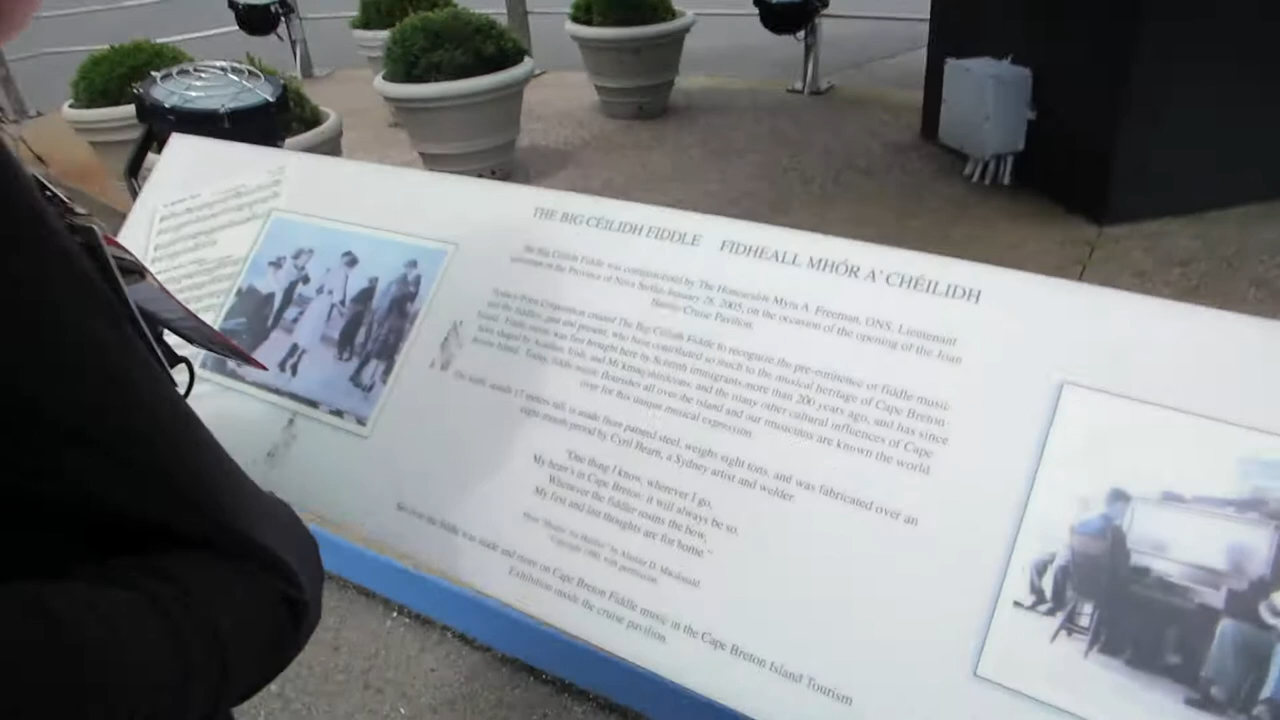 THE BIG CÉILIDH FIDDLE FIDHEALL MHÓR A' CHÉILIDH
The Big Céilidh Fiddle was commissioned by The Honourable Myra A. Freeman, ONS, Lieutenant
Governor in the Province of Nova Scotia, January 28, 2005, on the occasion of the opening of the Joan
Harriss Cruise Pavilion.
Sydney Ports Corporation created The Big Céilidh Fiddle to recognize the pre-eminence of fiddle music
and the fiddlers, past and present, who have contributed so much to the musical heritage of Cape Breton
Island. Fiddle music was first brought here by Scottish immigrants more than 200 years ago, and has since
been shaped by Acadian, Irish, and Mi'kmaq musicians, and the many other cultural influences of Cape
Breton Island. Today, fiddle music flourishes all over the island and our musicians are known the world
over for this unique musical expression.
The fiddle stands 17 meters tall, is made from painted steel, weighs eight tons, and was fabricated over an
eight-month period by Cyril Hearn, a Sydney artist and welder.
"One thing I know, wherever I go,
My heart's in Cape Breton; it will always be so,
Whenever the fiddler rosins the bow,
My first and last thoughts are for home."
by Alistair D. Macdonald
Copyright with permission.
See how the fiddle was made and more on Cape Breton Fiddle music in the Cape Breton Island Tourism
Exhibition inside the cruise pavilion.